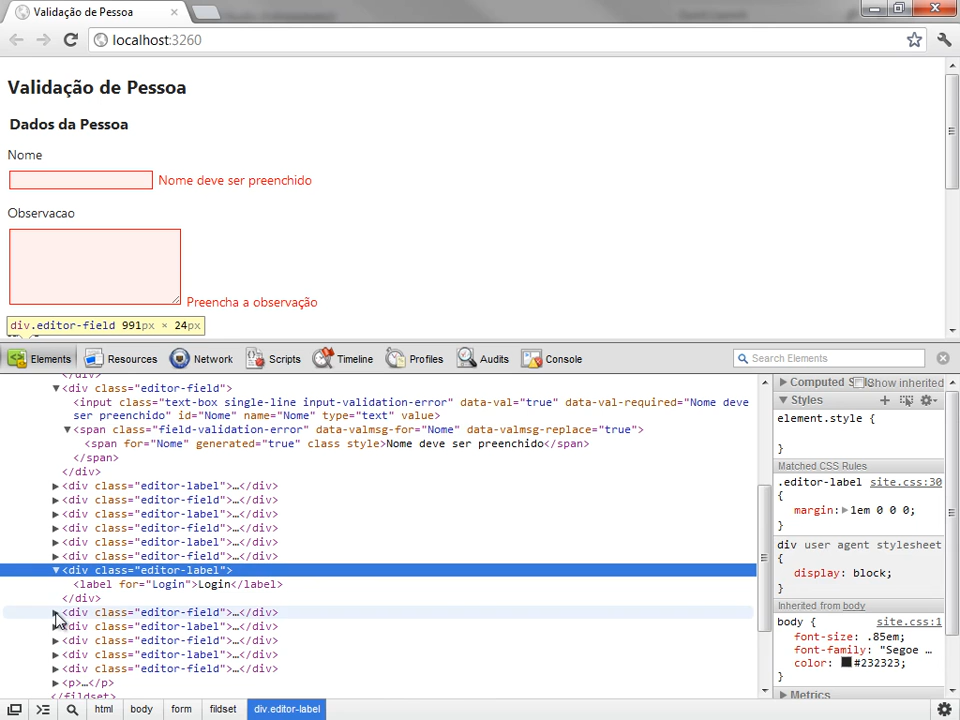 Validação de Pessoa
localhost:3260
Validação de Pessoa
Dados da Pessoa
Nome
Nome deve ser preenchido
Observacao
Preencha a observação
div.editor-field 991px × 24px
Elements Resources Network Scripts Timeline Profiles Audits Console Search Elements
</div>
<div class="editor-field">
<input class="text-box single-line input-validation-error" data-val="true" data-val-required="Nome deve
ser preenchido" id="Nome" name="Nome" type="text" value>
<span class="field-validation-error" data-valmsg-for="Nome" data-valmsg-replace="true">
<span for="Nome" generated="true" class style>Nome deve ser preenchido</span>
</span>
</div>
<div class="editor-label">…</div>
<div class="editor-field">…</div>
<div class="editor-label">…</div>
<div class="editor-field">…</div>
<div class="editor-label">…</div>
<div class="editor-field">…</div>
<div class="editor-label">
<label for="Login">Login</label>
</div>
<div class="editor-field">…</div>
<div class="editor-label">…</div>
<div class="editor-field">…</div>
<div class="editor-label">…</div>
<div class="editor-field">…</div>
<p>…</p>
</fildset>
Computed S Show inherited
Styles
element.style {
}
Matched CSS Rules
.editor-label site.css:30
{
margin: 1em 0 0 0;
}
div user agent stylesheet
{
display: block;
}
Inherited from body
body { site.css:1
font-size: .85em;
font-family: "Segoe …
color: #232323;
}
Metrics
html body form fildset div.editor-label